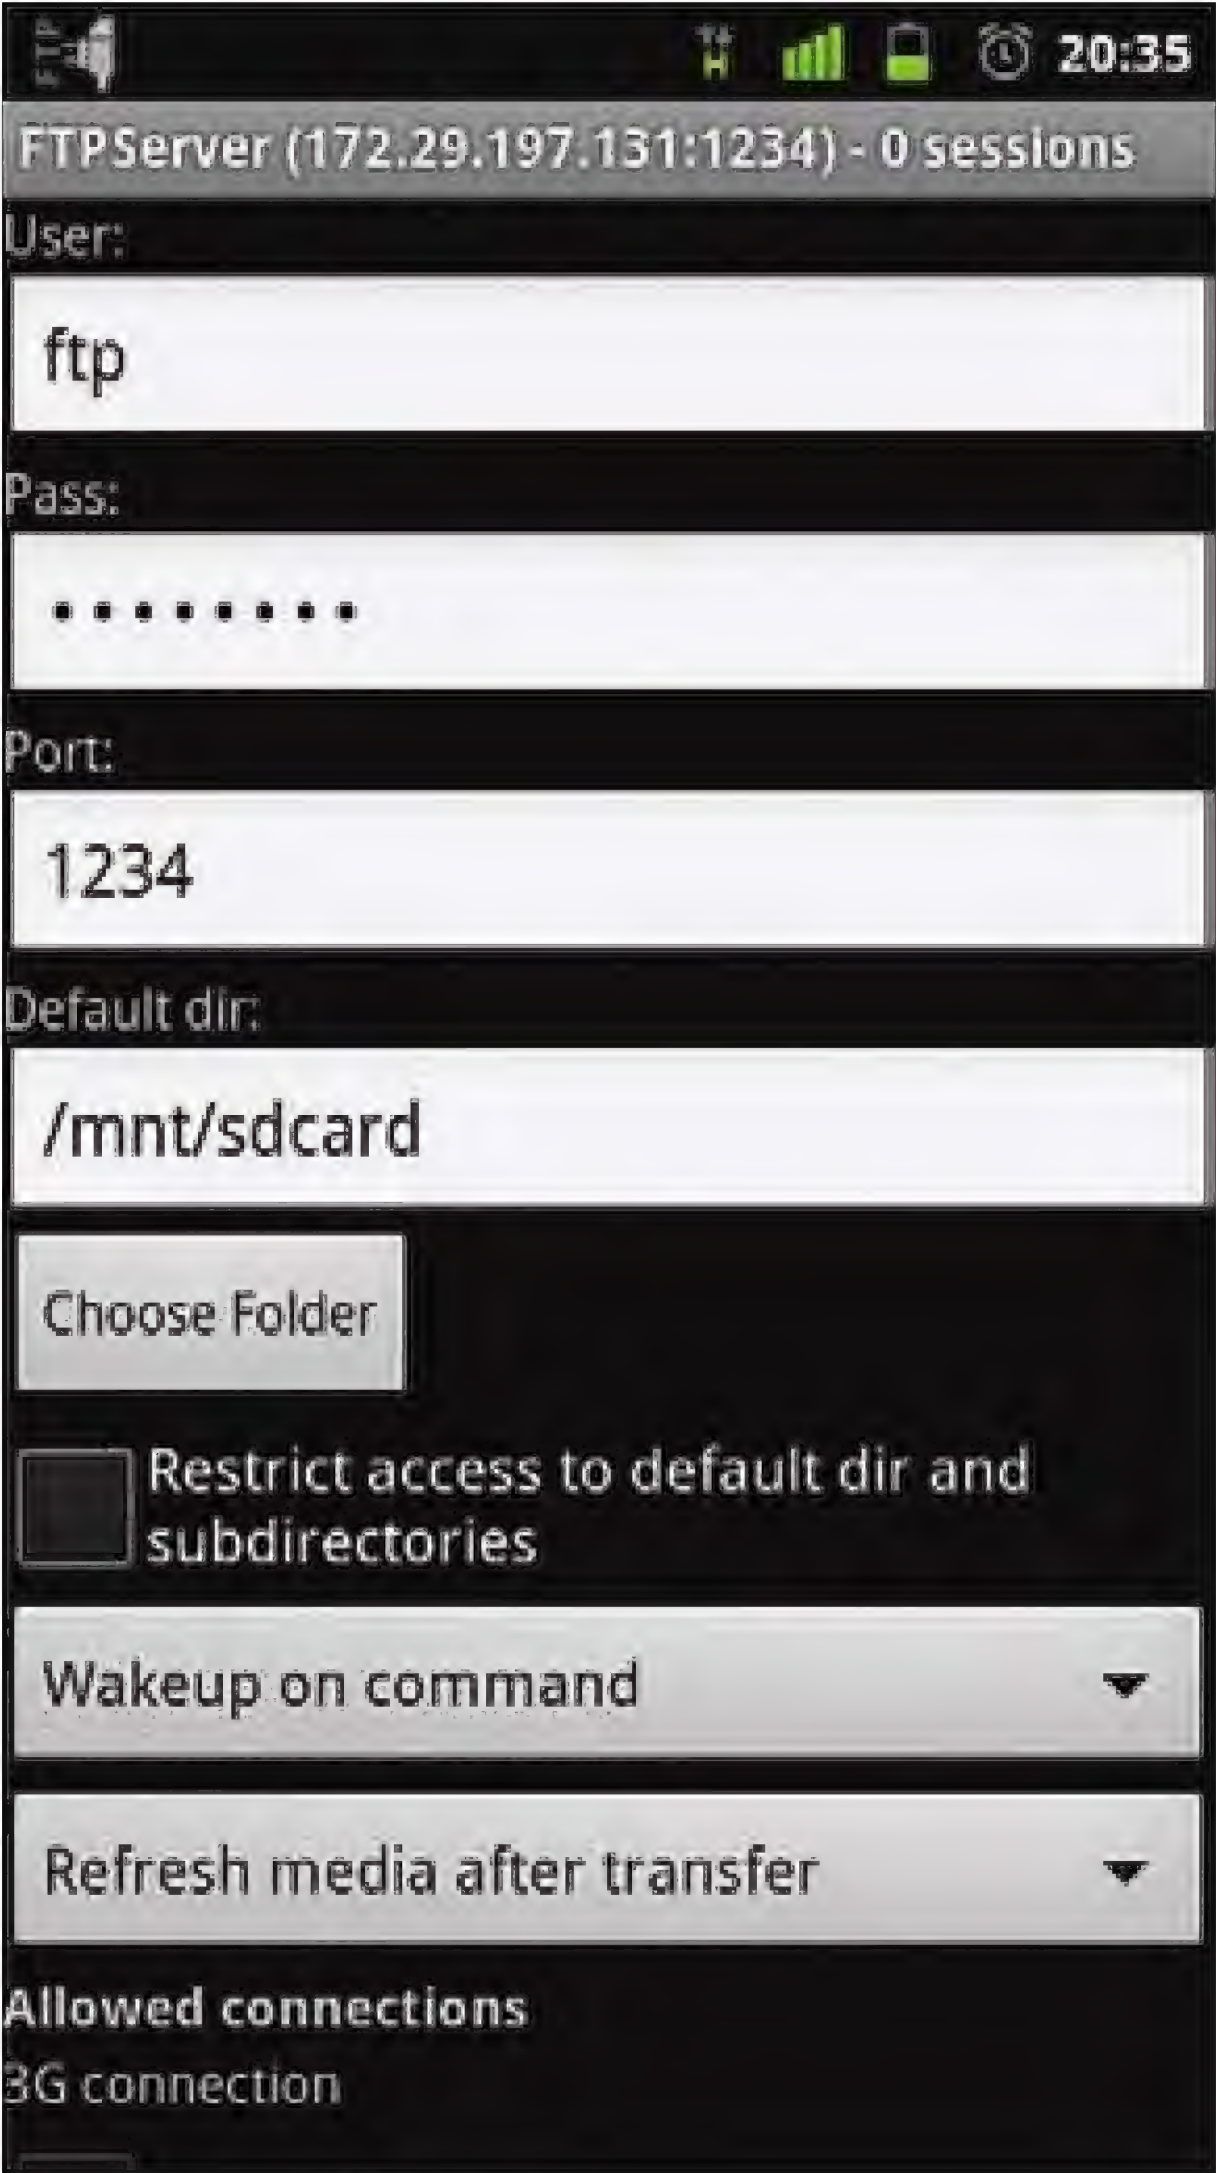 FTP
H
20:35
FTPServer (172.29.197.131:1234) - 0 sessions
User:
ftp
Pass:
••••••••
Port:
1234
Default dir:
/mnt/sdcard
Choose Folder
Restrict access to default dir and
subdirectories
Wakeup on command
Refresh media after transfer
Allowed connections
3G connection